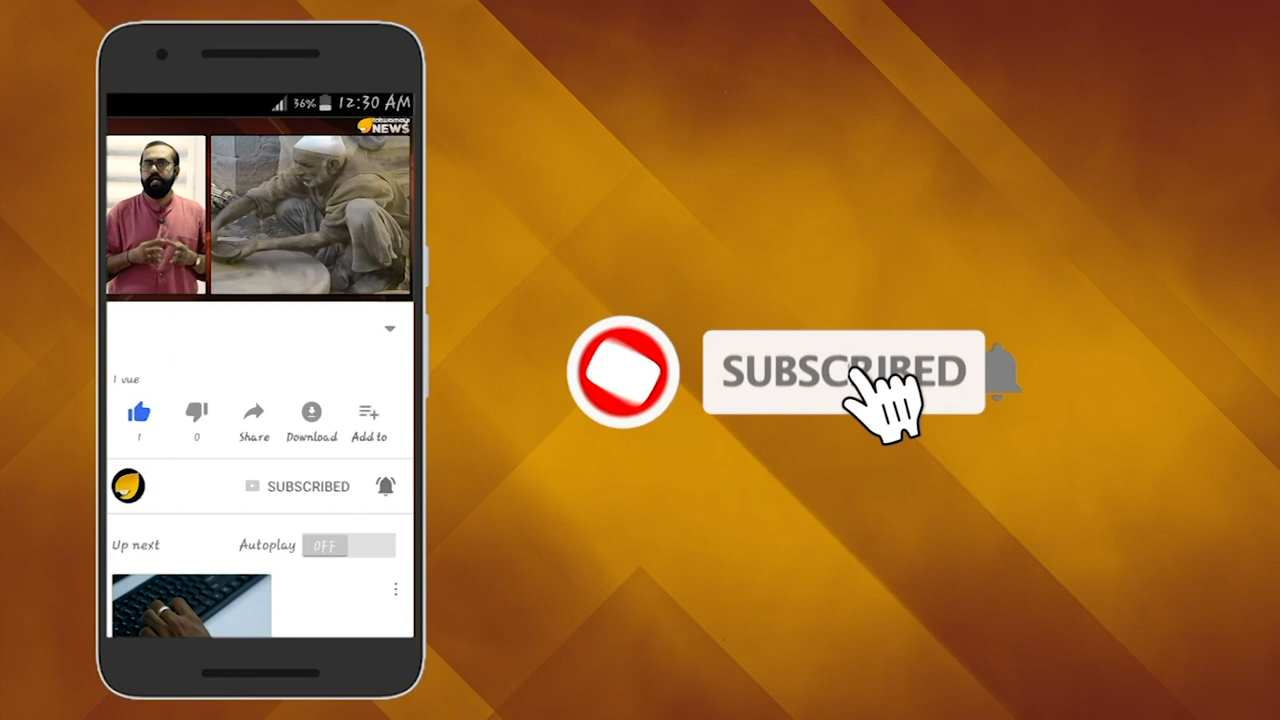 36% 12:30 AM
NEWS
1 vue
1
0
Share
Download
Add to
SUBSCRIBED
Up next
Autoplay
OFF
SUBSCRIBED